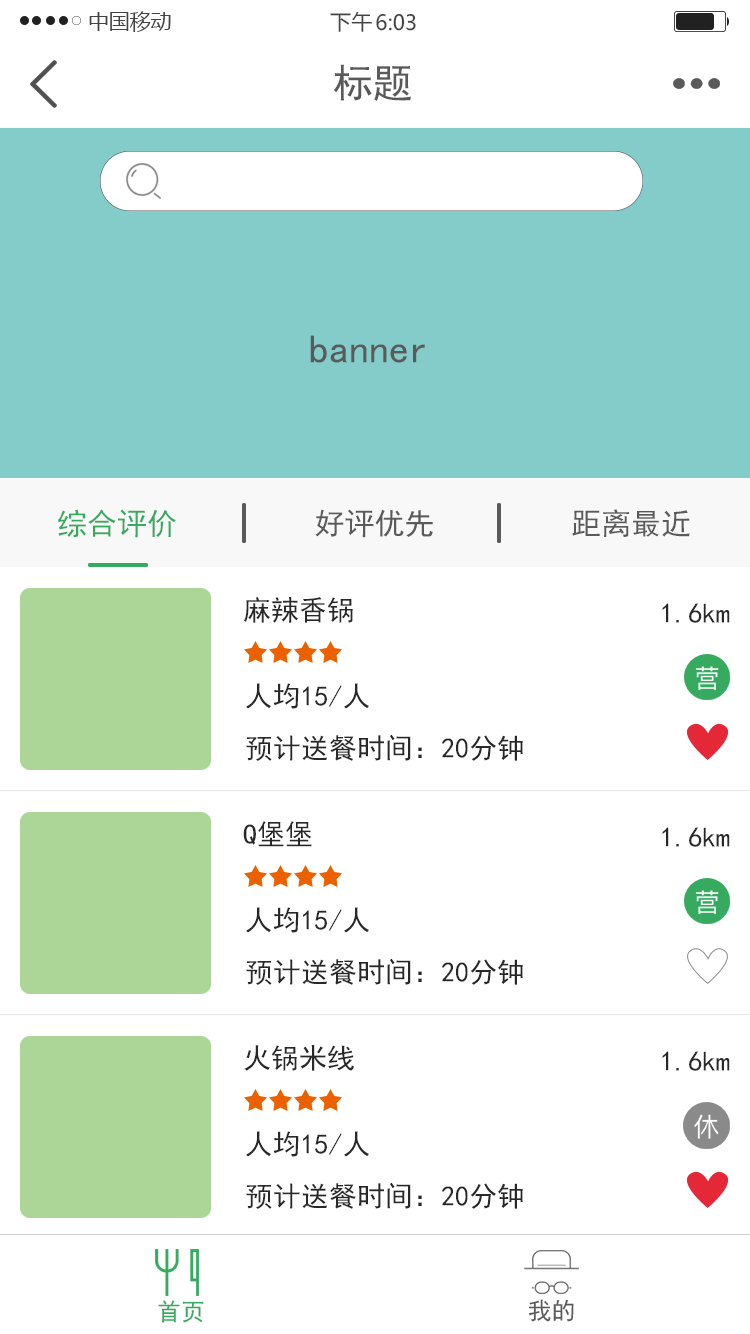 中国移动 下午6:03
标题
banner
综合评价 好评优先 距离最近
麻辣香锅 1.6km
营
人均15/人
预计送餐时间：20分钟
Q堡堡 1.6km
营
人均15/人
预计送餐时间：20分钟
火锅米线 1.6km
休
人均15/人
预计送餐时间：20分钟
首页 我的